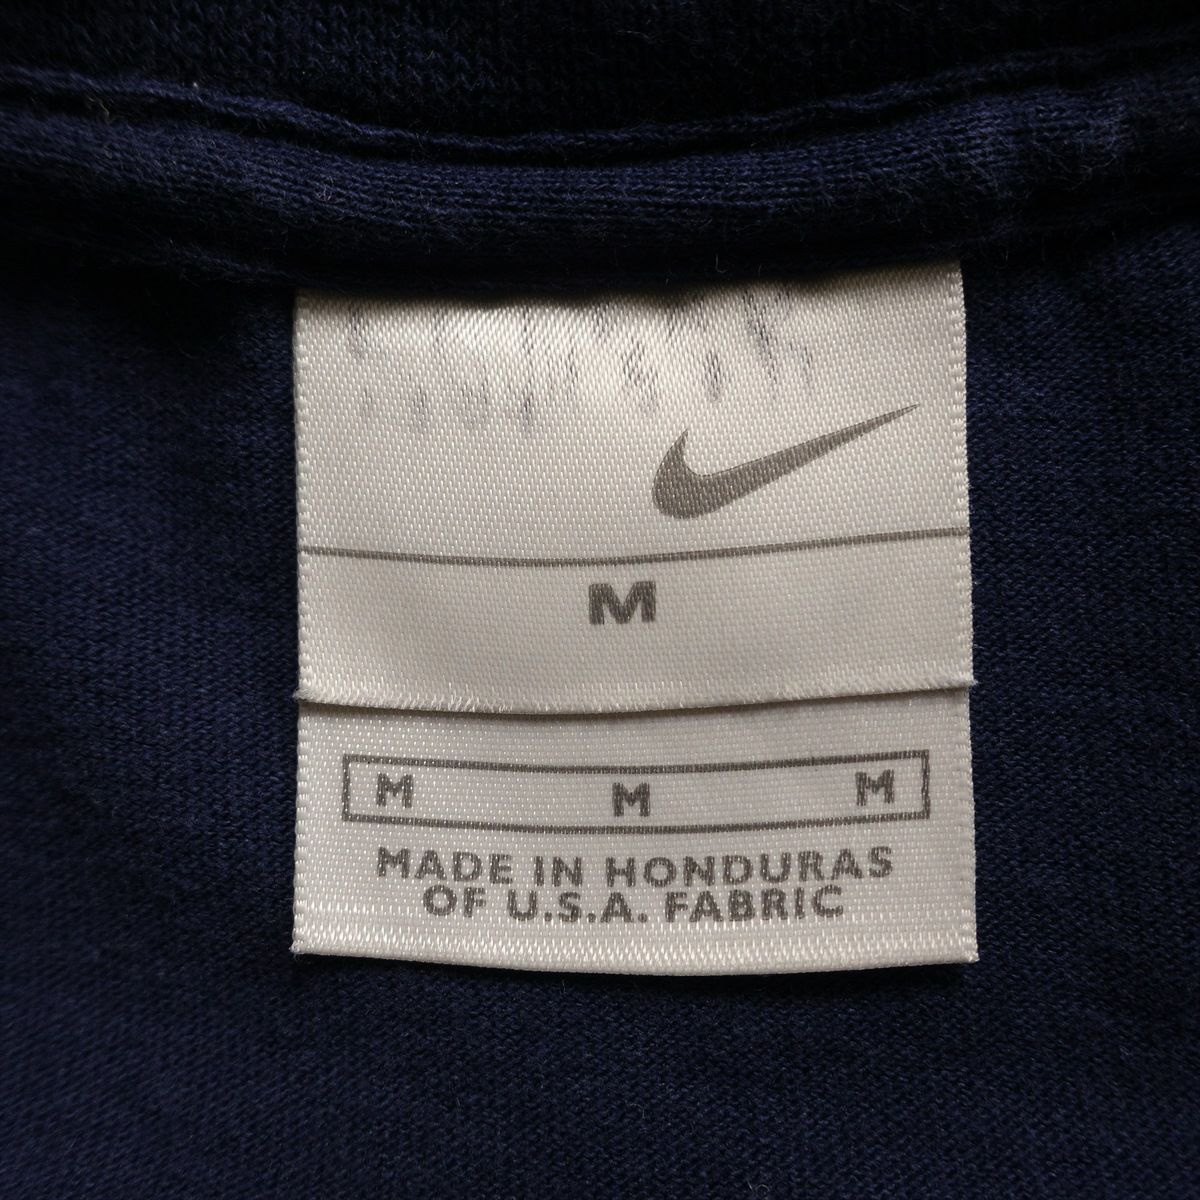 M
M M M
MADE IN HONDURAS
OF U.S.A. FABRIC